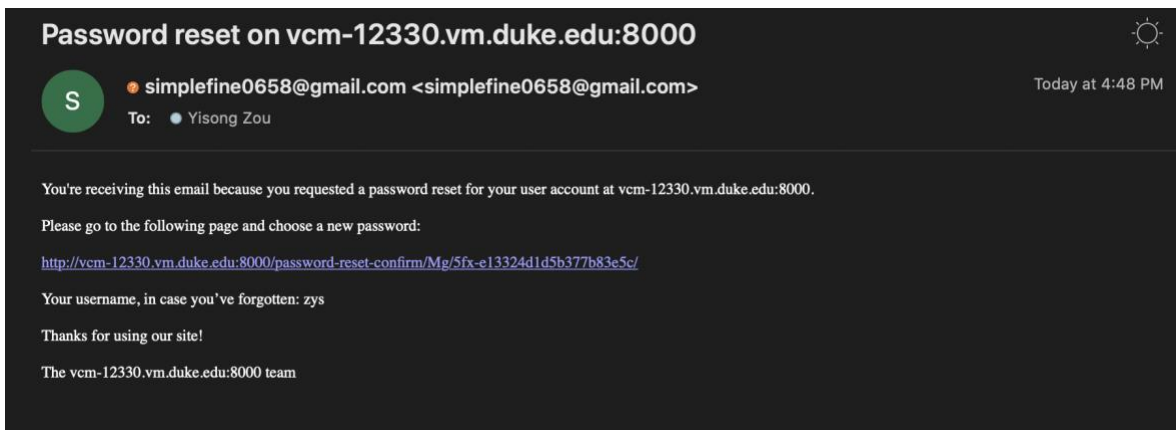 Password reset on vcm-12330.vm.duke.edu:8000
S
simplefine0658@gmail.com <simplefine0658@gmail.com>
Today at 4:48 PM
To: Yisong Zou
You're receiving this email because you requested a password reset for your user account at vcm-12330.vm.duke.edu:8000.
Please go to the following page and choose a new password:
http://vcm-12330.vm.duke.edu:8000/password-reset-confirm/Mg/5fx-e13324d1d5b377b83e5c/
Your username, in case you’ve forgotten: zys
Thanks for using our site!
The vcm-12330.vm.duke.edu:8000 team